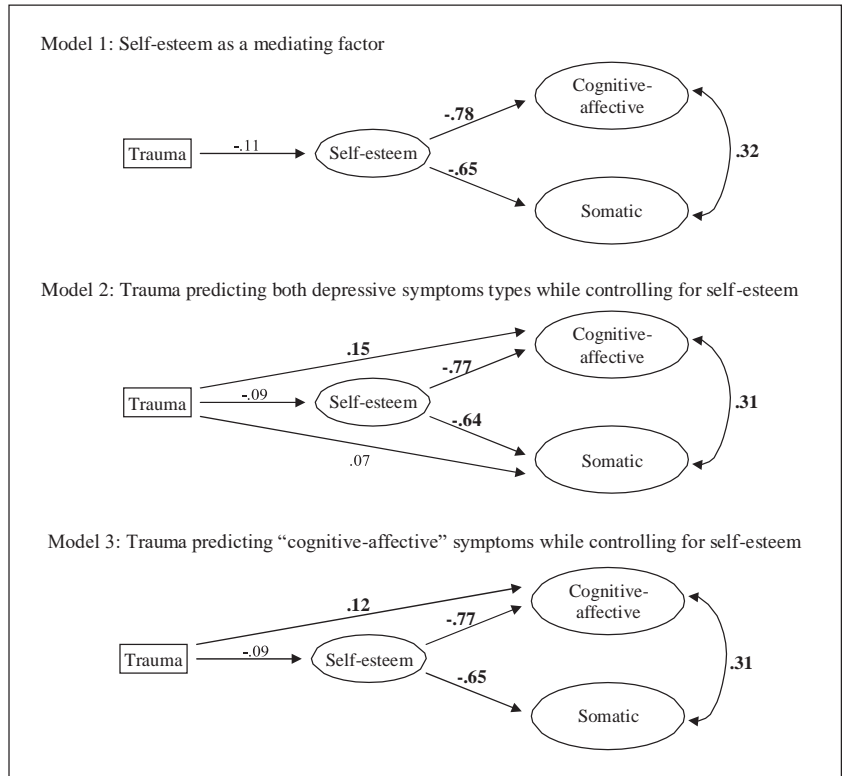 Model 1: Self-esteem as a mediating factor
Cognitive-
affective
-.78
Trauma
-.11
Self-esteem
.32
-.65
Somatic
Model 2: Trauma predicting both depressive symptoms types while controlling for self-esteem
Cognitive-
affective
.15
-.77
Trauma
-.09
Self-esteem
.31
-.64
.07
Somatic
Model 3: Trauma predicting “cognitive-affective” symptoms while controlling for self-esteem
Cognitive-
affective
.12
-.77
Trauma
-.09
Self-esteem
.31
-.65
Somatic